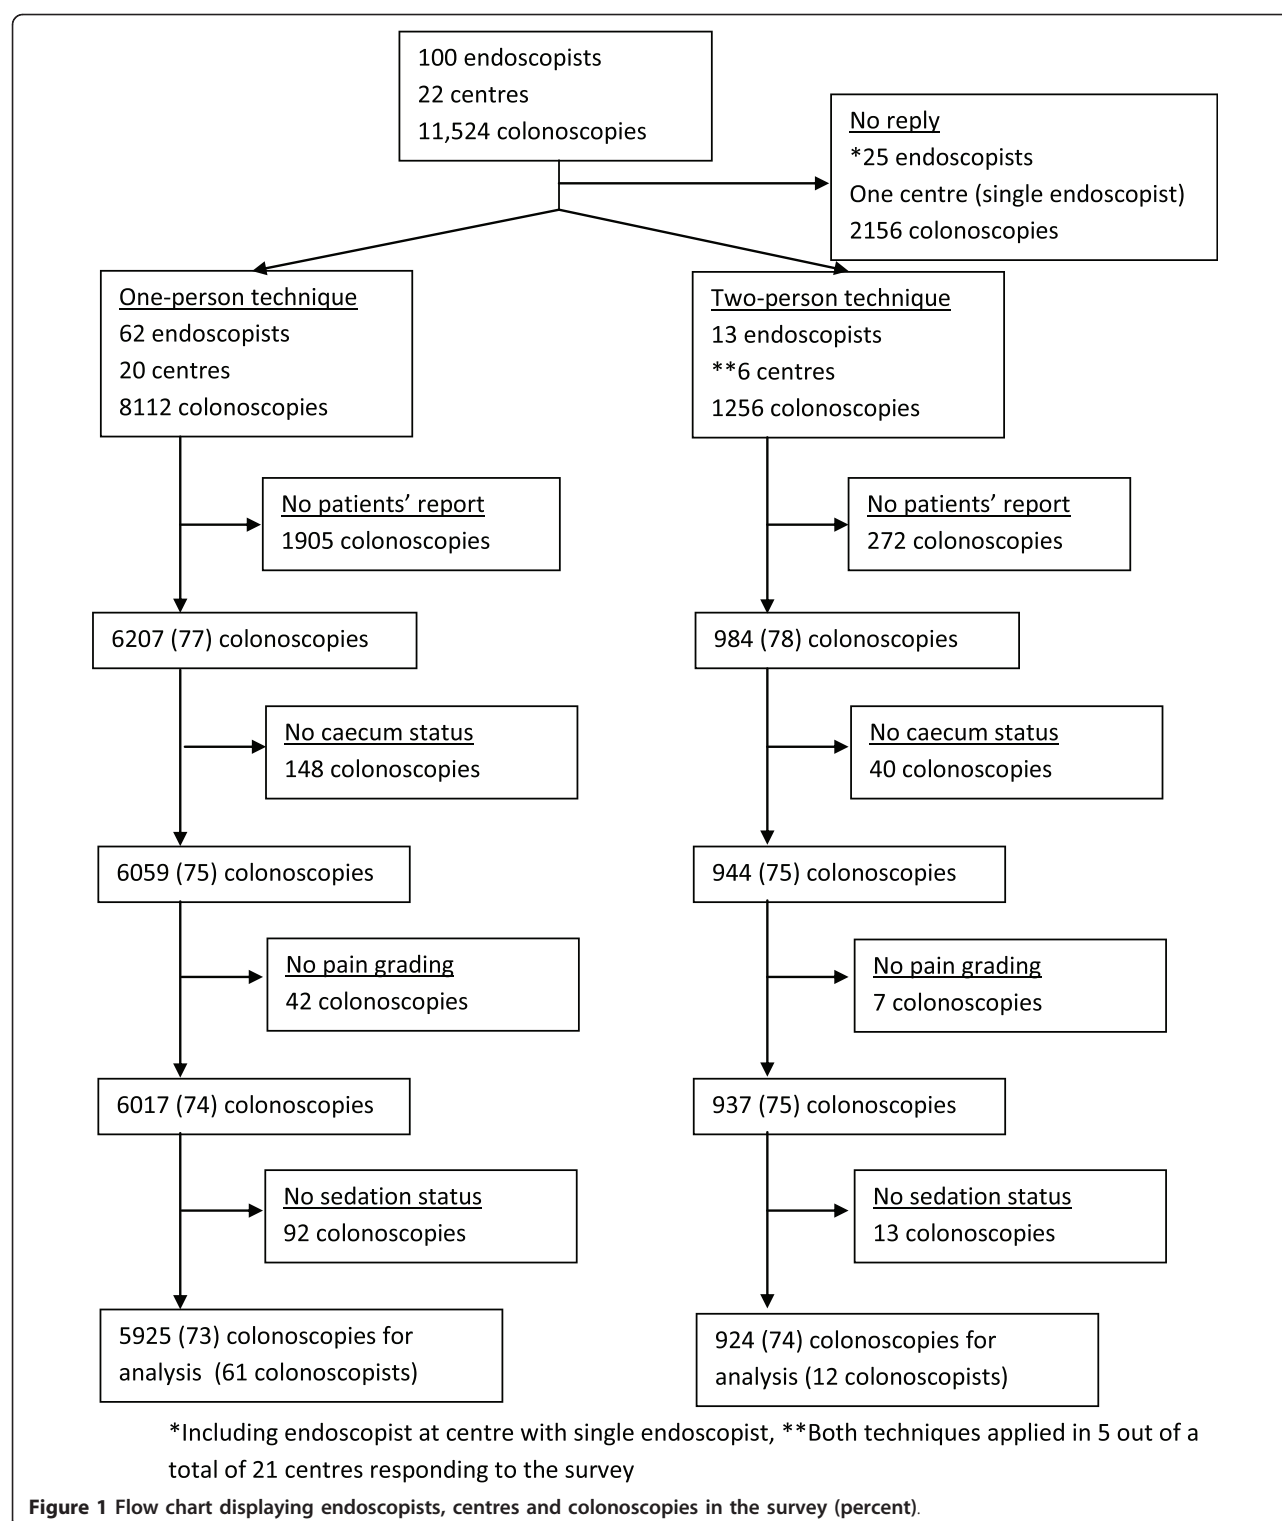 100 endoscopists
22 centres
11,524 colonoscopies
No reply
*25 endoscopists
One centre (single endoscopist)
2156 colonoscopies
One-person technique
62 endoscopists
20 centres
8112 colonoscopies
Two-person technique
13 endoscopists
**6 centres
1256 colonoscopies
No patients’ report
1905 colonoscopies
No patients’ report
272 colonoscopies
6207 (77) colonoscopies
984 (78) colonoscopies
No caecum status
148 colonoscopies
No caecum status
40 colonoscopies
6059 (75) colonoscopies
944 (75) colonoscopies
No pain grading
42 colonoscopies
No pain grading
7 colonoscopies
6017 (74) colonoscopies
937 (75) colonoscopies
No sedation status
92 colonoscopies
No sedation status
13 colonoscopies
5925 (73) colonoscopies for
analysis (61 colonoscopists)
924 (74) colonoscopies for
analysis (12 colonoscopists)
*Including endoscopist at centre with single endoscopist, **Both techniques applied in 5 out of a
total of 21 centres responding to the survey
Figure 1 Flow chart displaying endoscopists, centres and colonoscopies in the survey (percent).